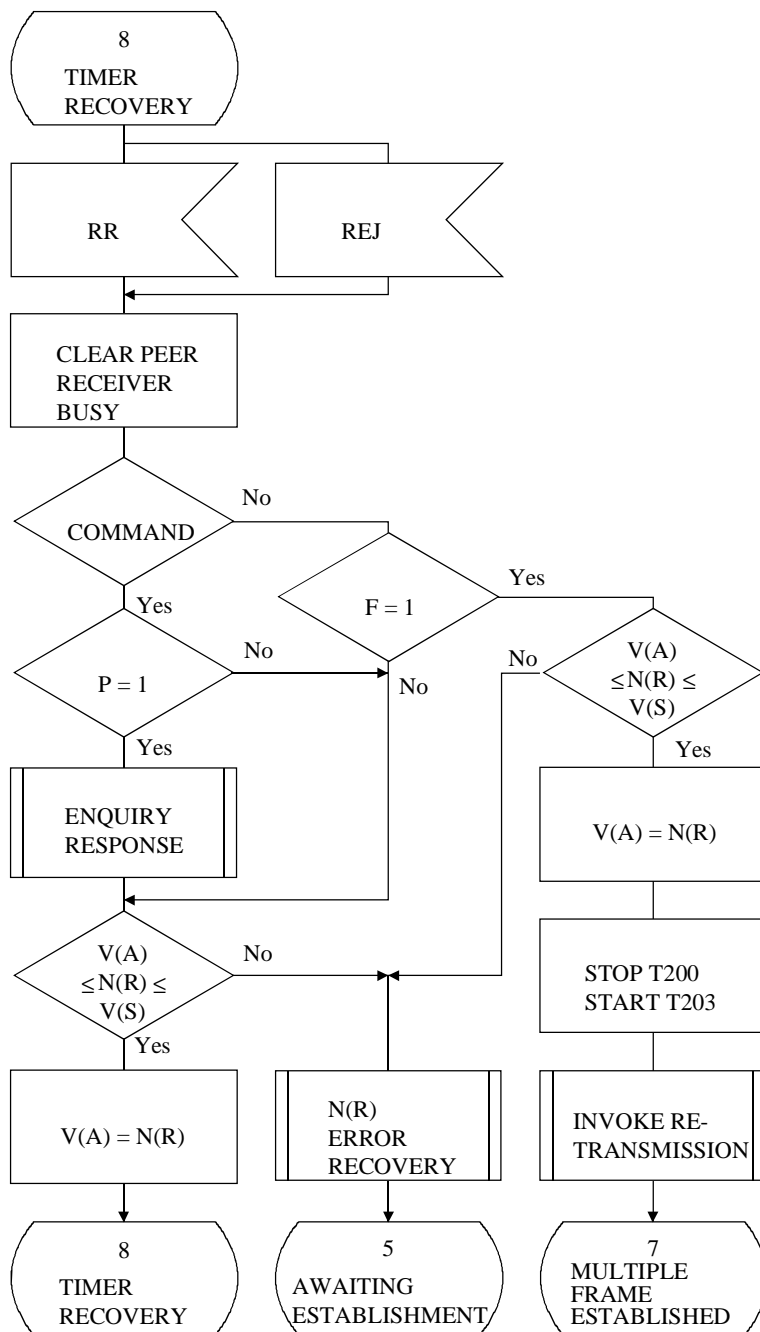 8
TIMER
RECOVERY
RR
REJ
CLEAR PEER
RECEIVER
BUSY
COMMAND
No
Yes
F = 1
Yes
No
P = 1
No
Yes
V(A)
≤N(R) ≤
V(S)
No
Yes
ENQUIRY
RESPONSE
V(A) = N(R)
V(A)
≤N(R) ≤
V(S)
No
Yes
STOP T200
START T203
V(A) = N(R)
N(R)
ERROR
RECOVERY
INVOKE RE-
TRANSMISSION
8
TIMER
RECOVERY
5
AWAITING
ESTABLISHMENT
7
MULTIPLE
FRAME
ESTABLISHED